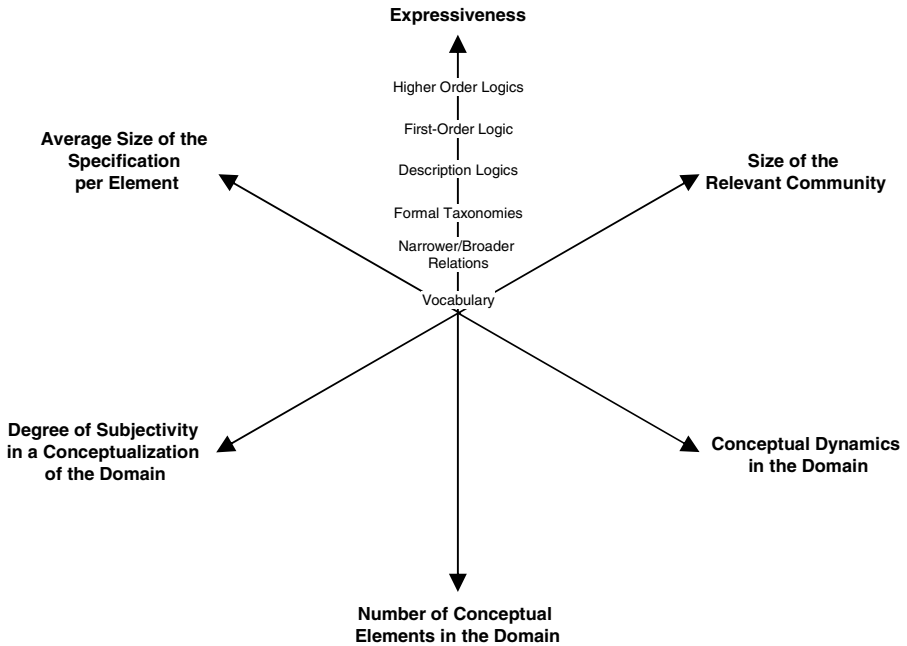 Expressiveness
Higher Order Logics
First-Order Logic
Description Logics
Formal Taxonomies
Narrower/Broader
Relations
Vocabulary
Average Size of the
Specification
per Element
Size of the
Relevant Community
Degree of Subjectivity
in a Conceptualization
of the Domain
Conceptual Dynamics
in the Domain
Number of Conceptual
Elements in the Domain